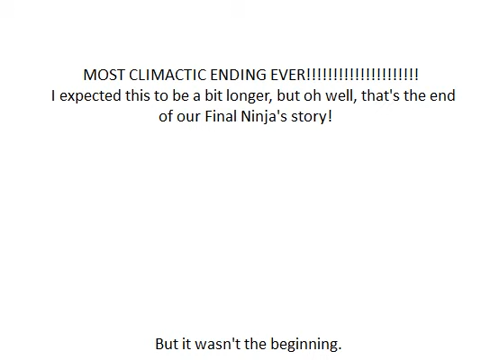 MOST CLIMACTIC ENDING EVER!!!!!!!!!!!!!!!!!!!!!
I expected this to be a bit longer, but oh well, that's the end
of our Final Ninja's story!
But it wasn't the beginning.